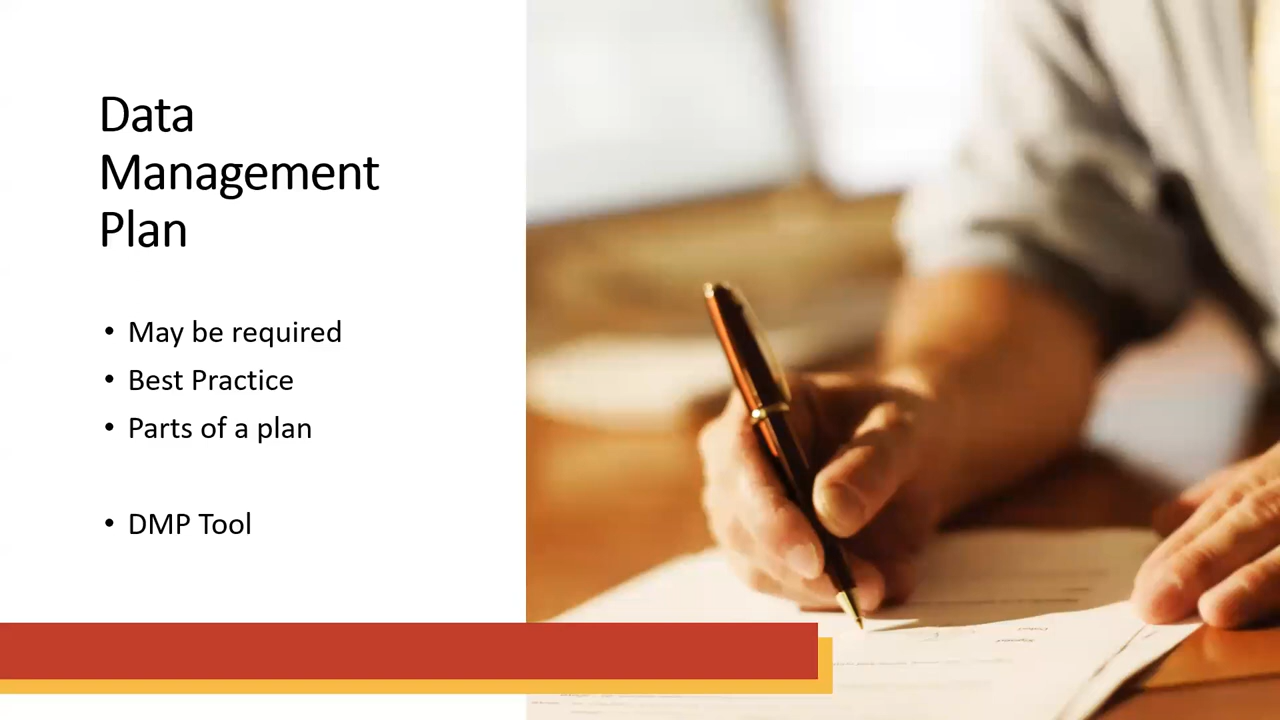 Data
Management
Plan
• May be required
• Best Practice
• Parts of a plan
• DMP Tool